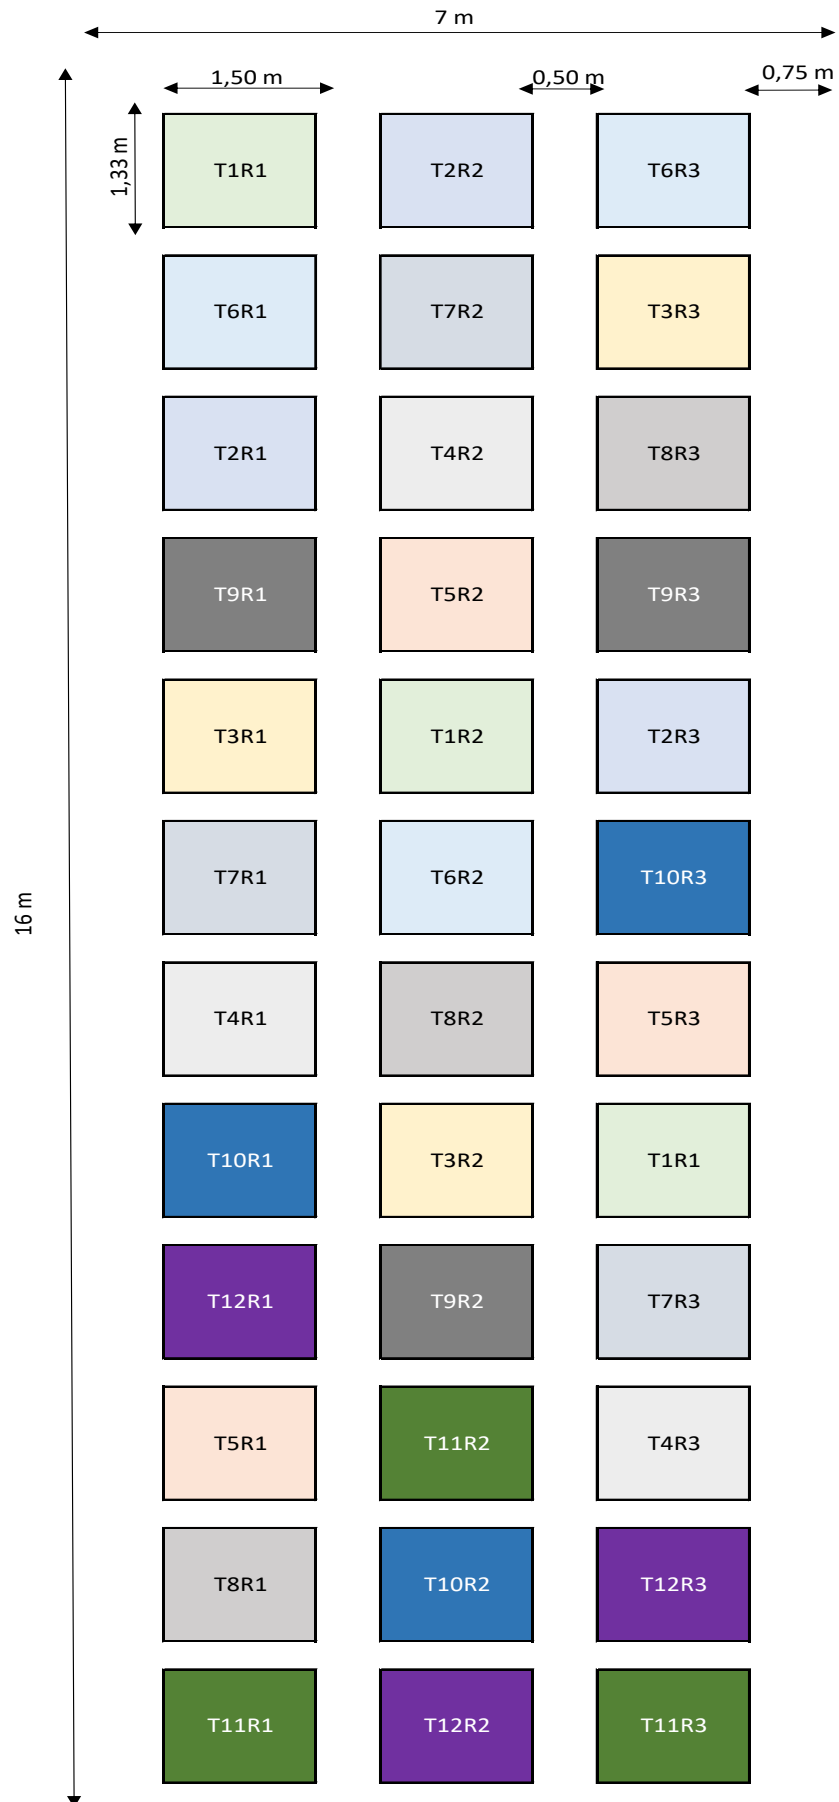 7 m
1,50 m
0,50 m
0,75 m
1,33 m
T1R1
T2R2
T6R3
T6R1
T7R2
T3R3
T2R1
T4R2
T8R3
T9R1
T5R2
T9R3
T3R1
T1R2
T2R3
16 m
T7R1
T6R2
T10R3
T4R1
T8R2
T5R3
T10R1
T3R2
T1R1
T12R1
T9R2
T7R3
T5R1
T11R2
T4R3
T8R1
T10R2
T12R3
T11R1
T12R2
T11R3